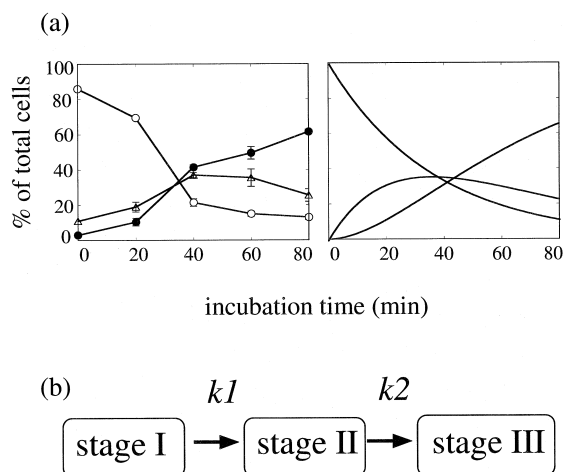 (a)
% of total cells
100
80
60
40
20
0
0 20 40 60 80 0 20 40 60 80
incubation time (min)
(b)
k1 k2
stage I stage II stage III